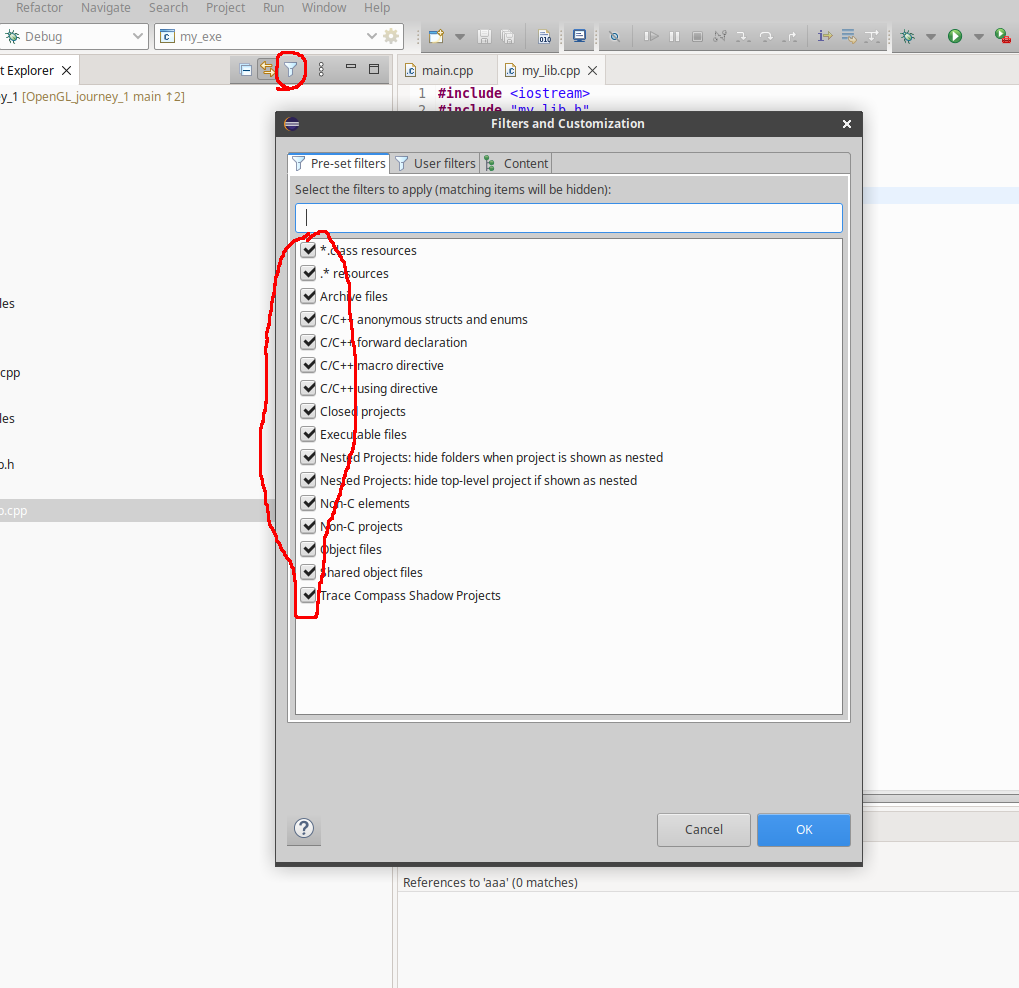 Refactor Navigate Search Project Run Window Help
Debug my_exe
t Explorer main.cpp my_lib.cpp
y_1 [OpenGL_journey_1 main ↑2]
1 #include <iostream>
2 #include "my_lib.h"
Filters and Customization
Pre-set filters User filters Content
Select the filters to apply (matching items will be hidden):
*.class resources
.* resources
Archive files
C/C++ anonymous structs and enums
C/C++ forward declaration
C/C++ macro directive
C/C++ using directive
Closed projects
Executable files
Nested Projects: hide folders when project is shown as nested
Nested Projects: hide top-level project if shown as nested
Non-C elements
Non-C projects
Object files
Shared object files
Trace Compass Shadow Projects
les
cpp
les
b.h
b.cpp
Cancel OK
References to 'aaa' (0 matches)